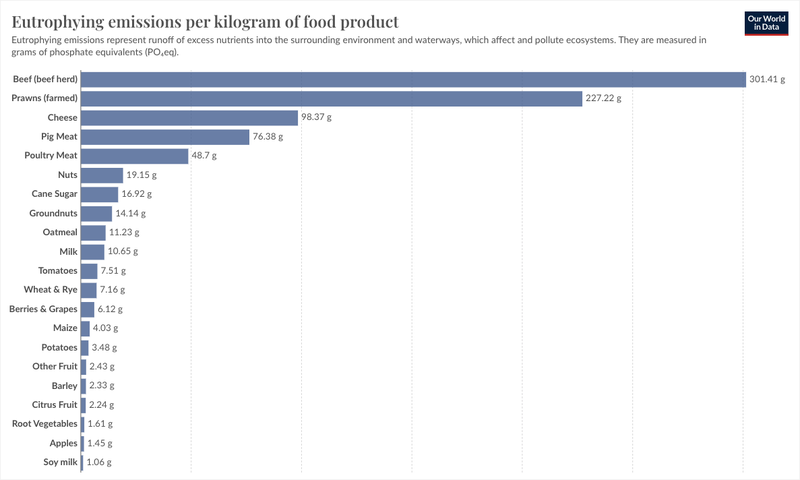 Eutrophying emissions per kilogram of food product
Our World
in Data
Eutrophying emissions represent runoff of excess nutrients into the surrounding environment and waterways, which affect and pollute ecosystems. They are measured in
grams of phosphate equivalents (PO₄eq).
Beef (beef herd) 301.41 g
Prawns (farmed) 227.22 g
Cheese 98.37 g
Pig Meat 76.38 g
Poultry Meat 48.7 g
Nuts 19.15 g
Cane Sugar 16.92 g
Groundnuts 14.14 g
Oatmeal 11.23 g
Milk 10.65 g
Tomatoes 7.51 g
Wheat & Rye 7.16 g
Berries & Grapes 6.12 g
Maize 4.03 g
Potatoes 3.48 g
Other Fruit 2.43 g
Barley 2.33 g
Citrus Fruit 2.24 g
Root Vegetables 1.61 g
Apples 1.45 g
Soy milk 1.06 g